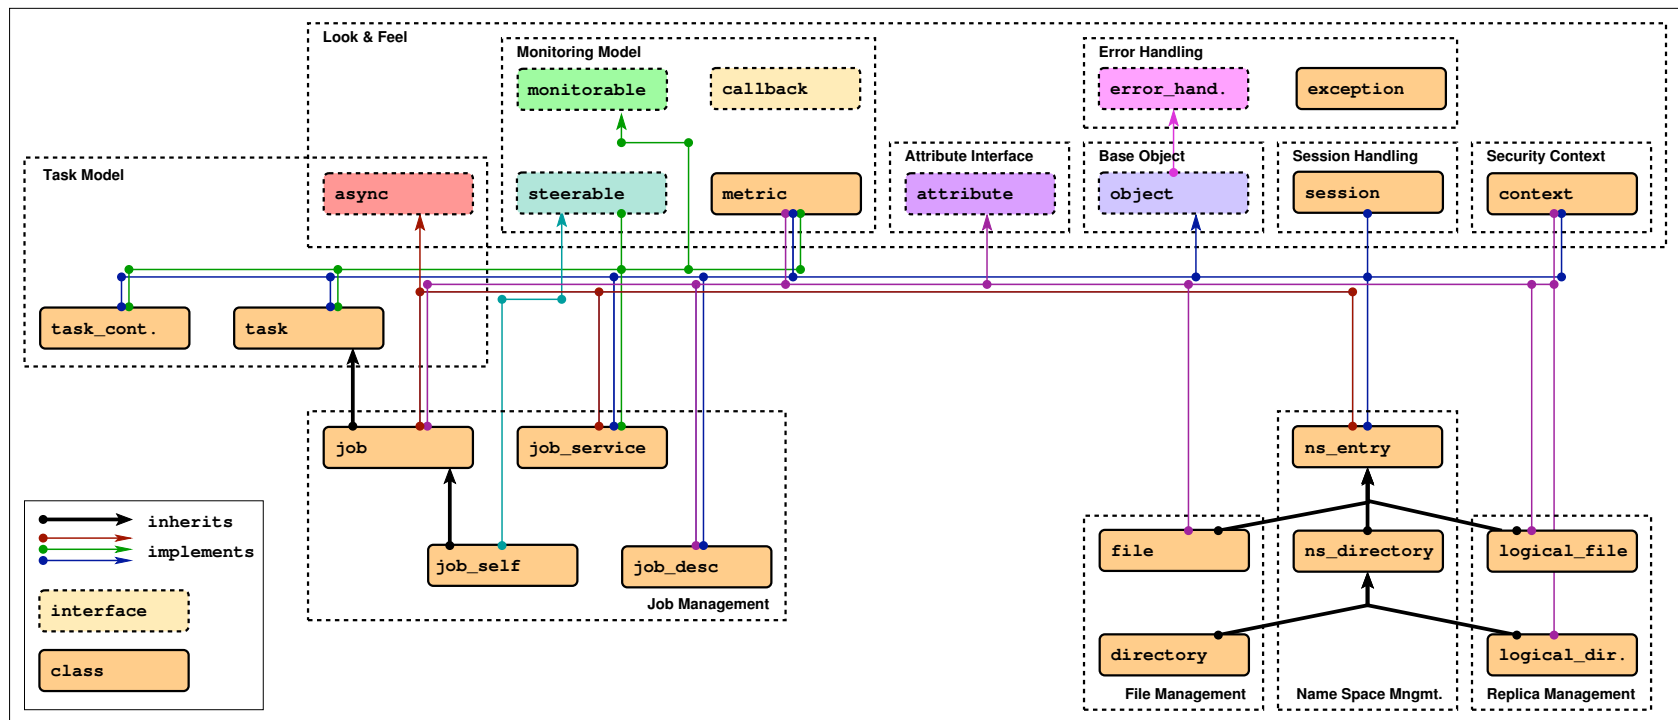 Look & Feel
Monitoring Model
Error Handling
monitorable
callback
error_hand.
exception
Task Model
Attribute Interface
Base Object
Session Handling
Security Context
async
steerable
metric
attribute
object
session
context
task_cont.
task
job
job_service
ns_entry
inherits
implements
interface
class
job_self
job_desc
Job Management
file
ns_directory
logical_file
directory
logical_dir.
File Management
Name Space Mngmt.
Replica Management